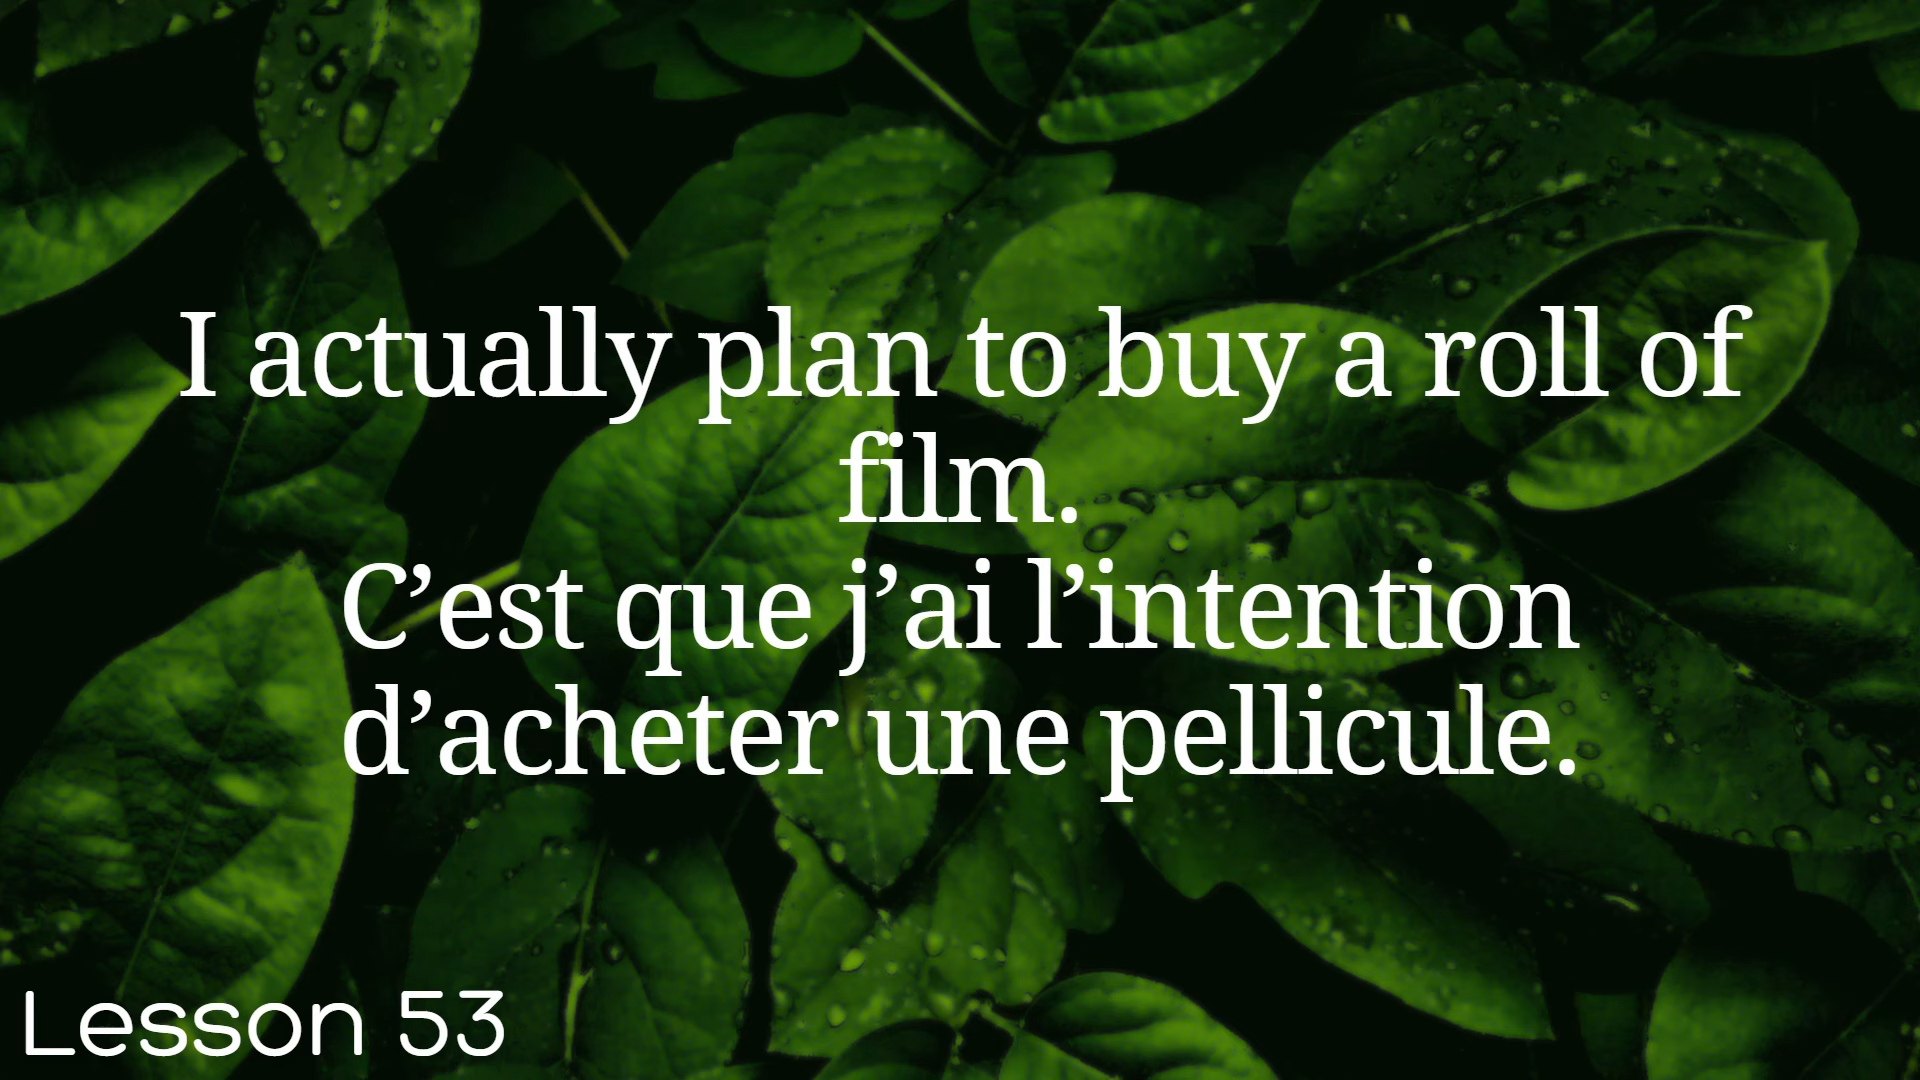 I actually plan to buy a roll of
film.
C’est que j’ai l’intention
d’acheter une pellicule.
Lesson 53